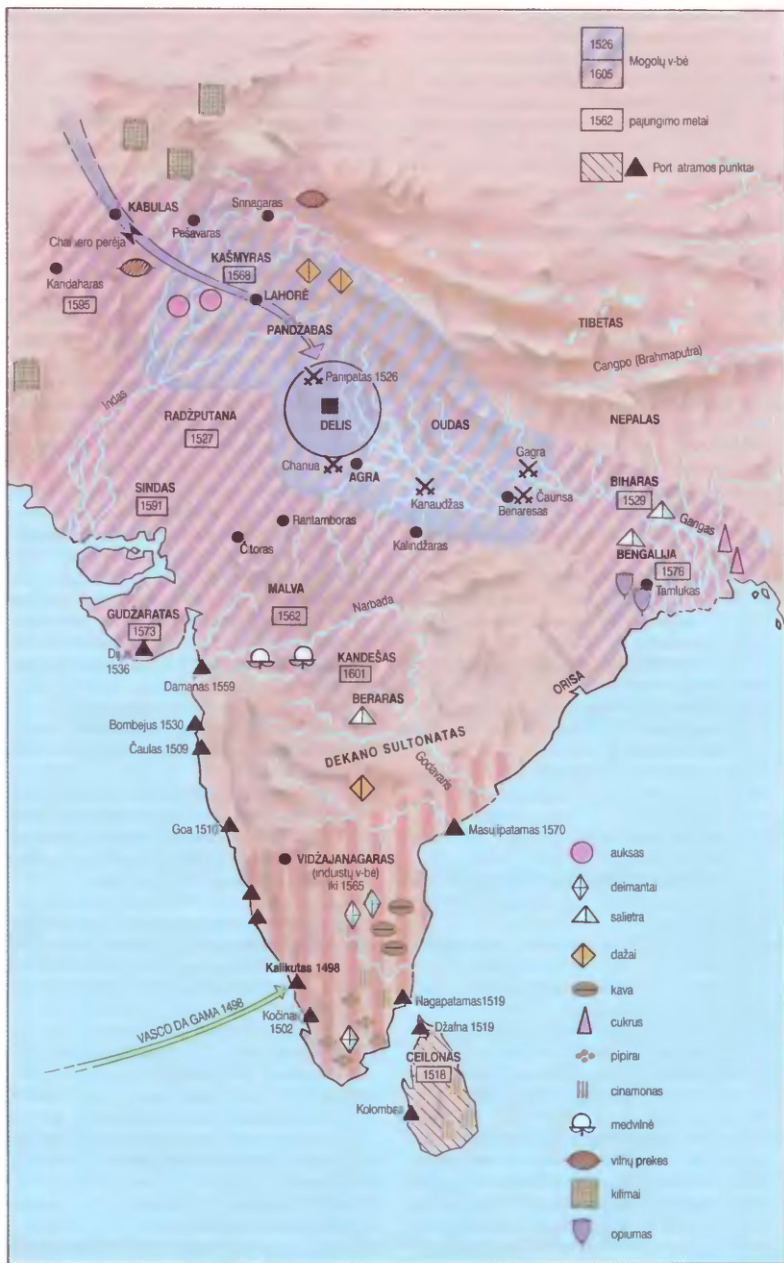 1526
Mogolų v-bė
1605
1562
pajungimo metai
Port atramos punktai
KABULAS
Srinagaras
Pešavaras
perėja
KAŠMYRAS
1568
Kandaharas
1595
LAHORĖ
PANDŽABAS
TIBETAS
Cangpo (Brahmaputra)
Panipatas 1526
Indas
RADŽPUTANA
1527
DELIS
OUDAS
NEPALAS
Gagra
Chanua
AGRA
BIHARAS
1529
SINDAS
1591
Kanaudžas
Čaunsa
Benaresas
Gangas
Rantamboras
Čitoras
Kalindžaras
BENGALIJA
1576
Tamlukas
MALVA
1562
Narbada
GUDŽARATAS
1573
1536
KANDEŠAS
1601
Damanas 1559
BERARAS
ORISA
Bombejus 1530
DEKANO SULTONATAS
Čaulas 1509
Godavaris
Goa 1510
Masulipatamas 1570
VIDŽAJANAGARAS
(induistų v-bė)
iki 1565
auksas
deimantai
salietra
dažai
kava
cukrus
pipirai
cinamonas
medvilnė
vilnų prekės
kilimai
opiumas
Kalikutas 1498
VASCO DA GAMA 1498
Kočinas
1502
Nagapatamas 1519
Džafna 1519
CEILONAS
1518